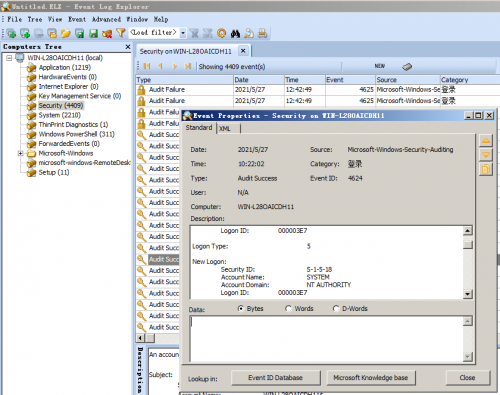 Untitled.ELX - Event Log Explorer
File Tree View Event Advanced Window Help
<Load filter>
Computers Tree
WIN-L28OAICDH11 (local)
Application (1219)
HardwareEvents (0)
Internet Explorer (0)
Key Management Service (0)
Security (4409)
System (2210)
ThinPrint Diagnostics (1)
Windows PowerShell (311)
ForwardedEvents (0)
Microsoft-Windows
microsoft-windows-RemoteDesk
Setup (11)
Security on WIN-L28OAICDH11
Showing 4409 event(s)
NEW
Type Date Time Event Source Category
Audit Failure 2021/5/27 12:42:49 4625 Microsoft-Windows-Se 登录
Audit Failure 2021/5/27 12:42:49 4625 Microsoft-Windows-Se 登录
Audit Failure
Audit Failure
Audit Succ
Audit Succ
Audit Succ
Audit Succ
Audit Succ
Audit Succ
Audit Succ
Audit Succ
Audit Succ
Audit Succ
Audit Succ
Audit Succ
Audit Succ
Description
An accoun
Subject:
Event Properties - Security on WIN-L28OAICDH11
Standard XML
Date: 2021/5/27 Source: Microsoft-Windows-Security-Auditing
Time: 10:22:02 Category: 登录
Type: Audit Success Event ID: 4624
User: N/A
Computer: WIN-L28OAICDH11
Description:
Logon ID: 000003E7
Logon Type: 5
New Logon:
Security ID: S-1-5-18
Account Name: SYSTEM
Account Domain: NT AUTHORITY
Logon ID: 000003E7
Data: Bytes Words D-Words
Lookup in: Event ID Database Microsoft Knowledge base Close